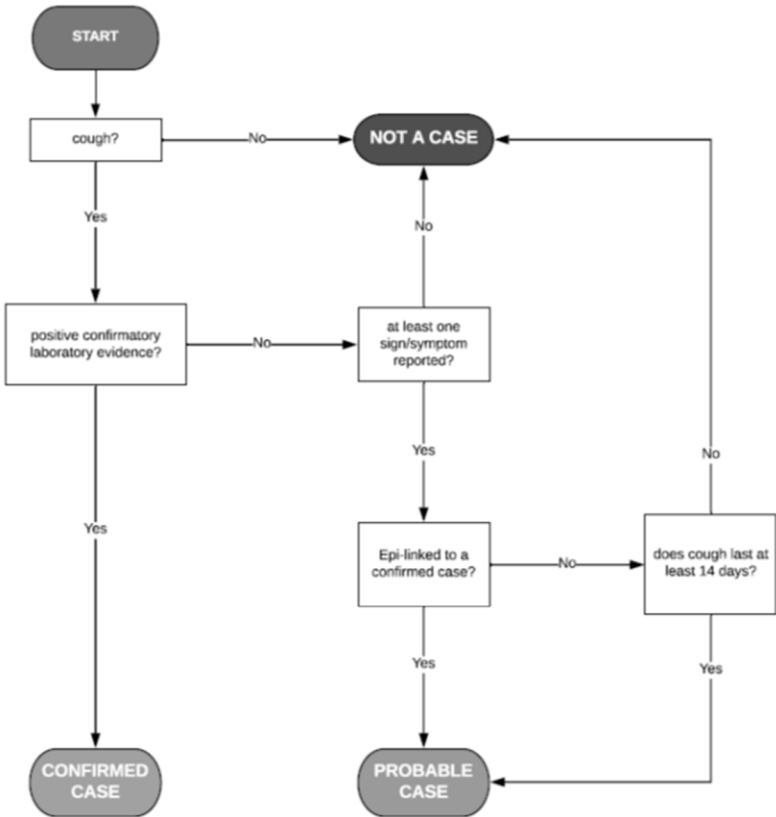 START
cough?
No
NOT A CASE
Yes
No
positive confirmatory
laboratory evidence?
No
at least one
sign/symptom
reported?
Yes
No
Yes
Epi-linked to a
confirmed case?
No
does cough last at
least 14 days?
Yes
Yes
CONFIRMED
CASE
PROBABLE
CASE